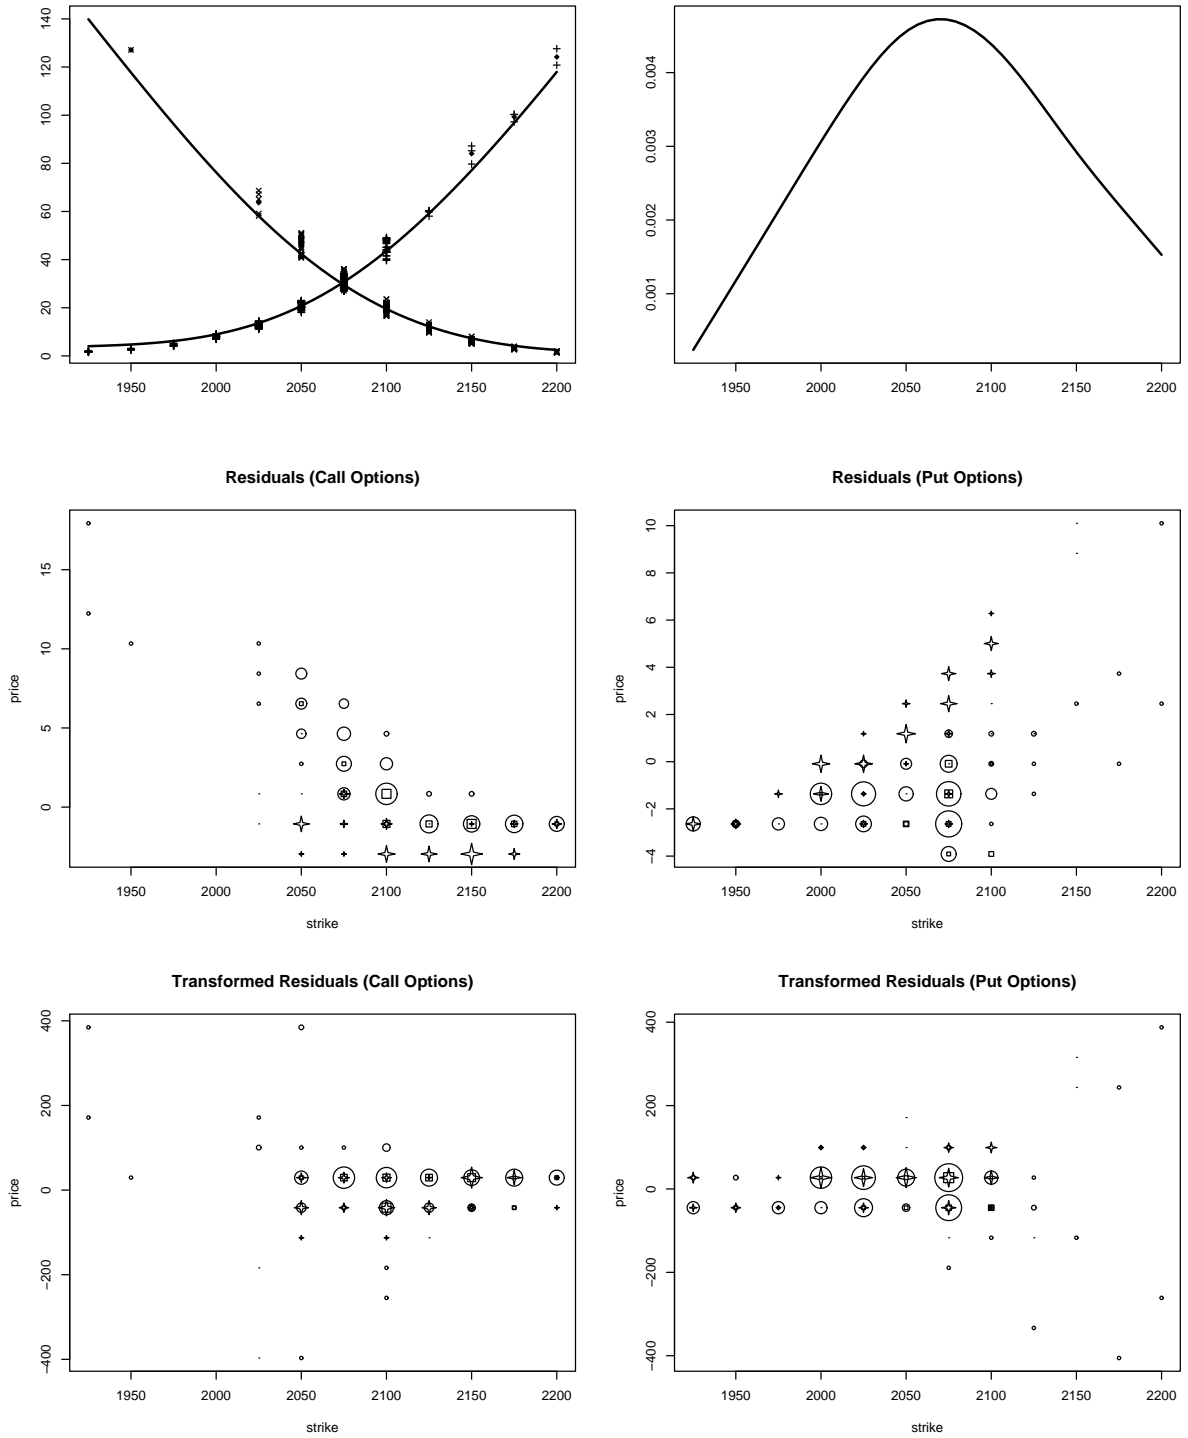 140
120
100
80
60
40
20
0
1950 2000 2050 2100 2150 2200
0.004
0.003
0.002
0.001
1950 2000 2050 2100 2150 2200
Residuals (Call Options)
15
10
5
0
price
1950 2000 2050 2100 2150 2200
strike
Residuals (Put Options)
10
8
6
4
2
0
−2
−4
price
1950 2000 2050 2100 2150 2200
strike
Transformed Residuals (Call Options)
400
200
0
−200
−400
price
1950 2000 2050 2100 2150 2200
strike
Transformed Residuals (Put Options)
400
200
0
−200
−400
price
1950 2000 2050 2100 2150 2200
strike